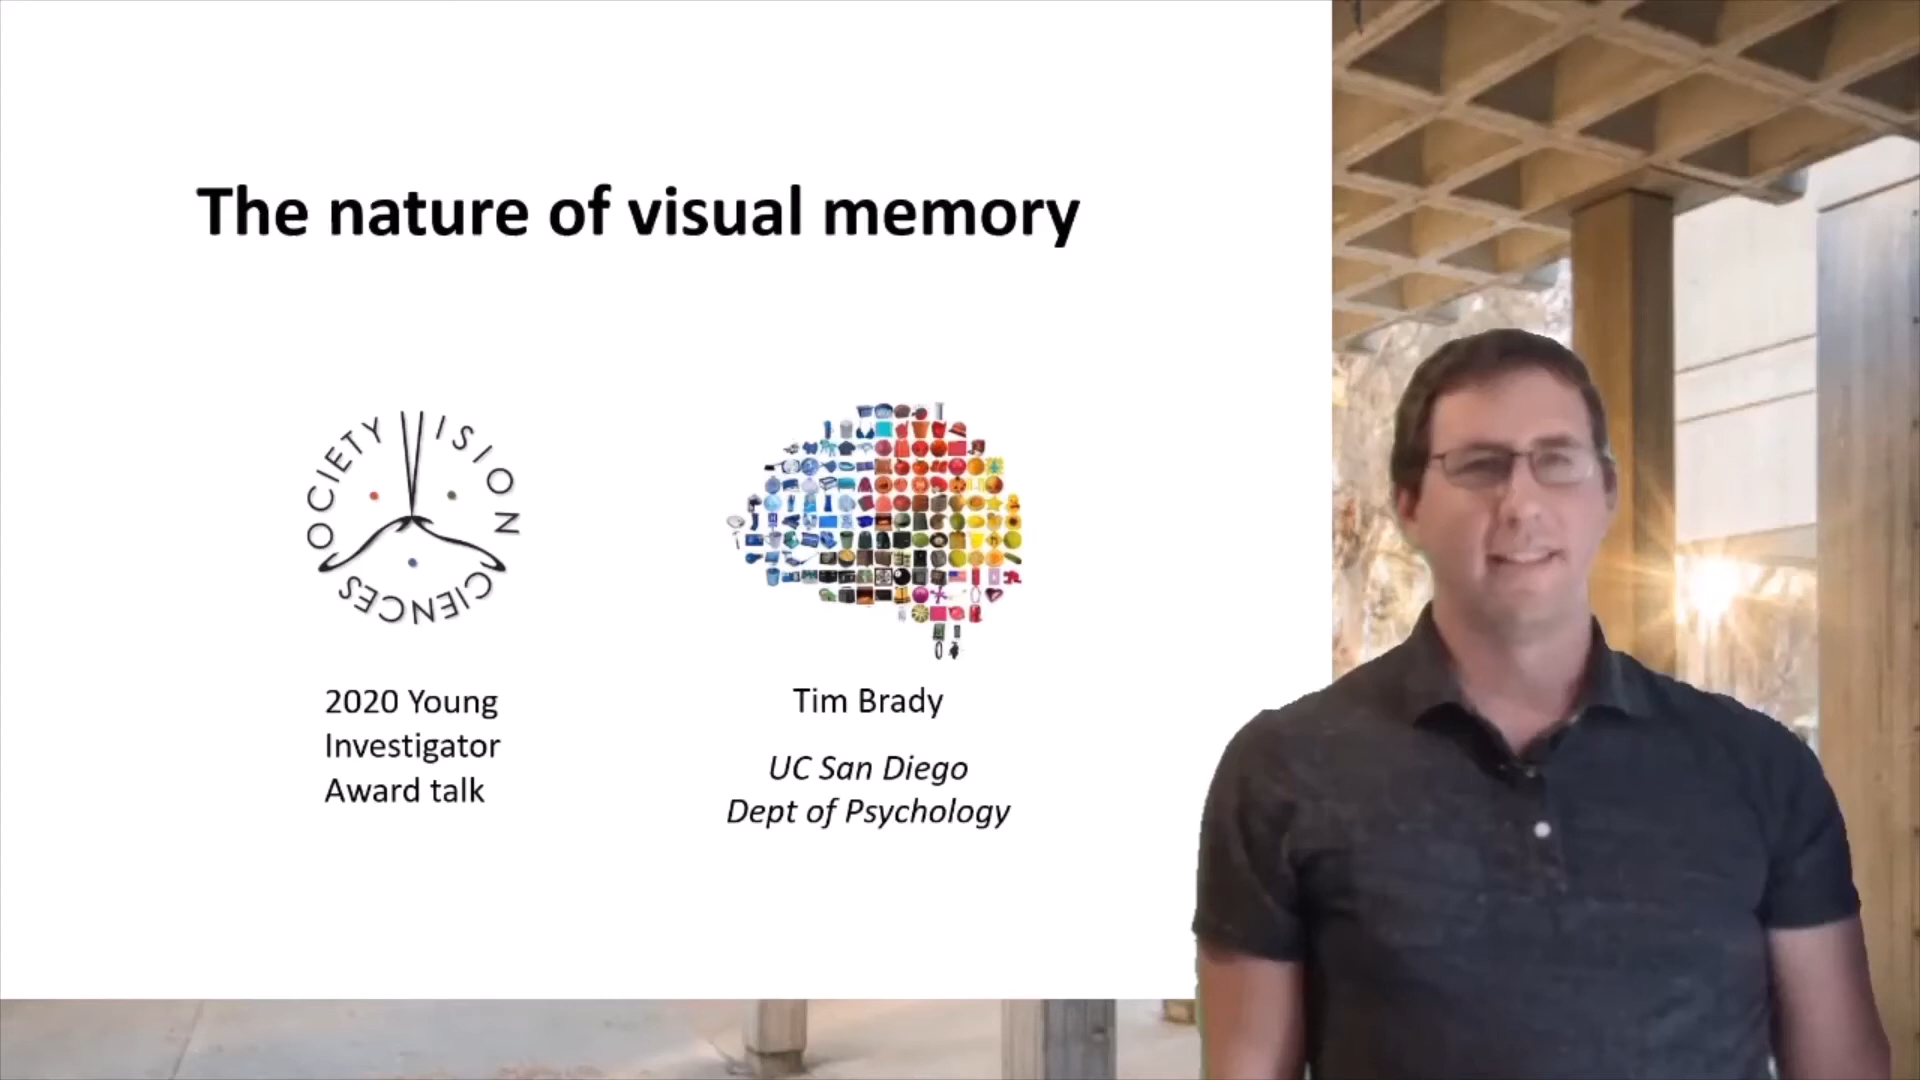 The nature of visual memory
VISION SCIENCES SOCIETY
2020 Young
Investigator
Award talk
Tim Brady
UC San Diego
Dept of Psychology